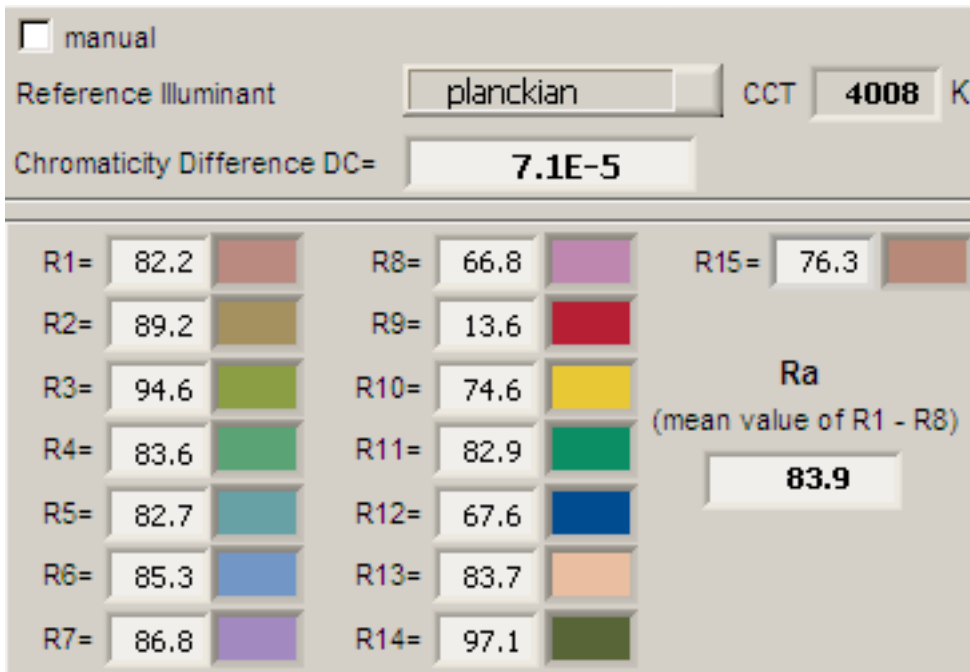 manual
Reference Illuminant planckian CCT 4008 K
Chromaticity Difference DC= 7.1E-5
R1= 82.2 R8= 66.8 R15= 76.3
R2= 89.2 R9= 13.6
R3= 94.6 R10= 74.6
Ra
(mean value of R1 - R8)
R4= 83.6 R11= 82.9
83.9
R5= 82.7 R12= 67.6
R6= 85.3 R13= 83.7
R7= 86.8 R14= 97.1